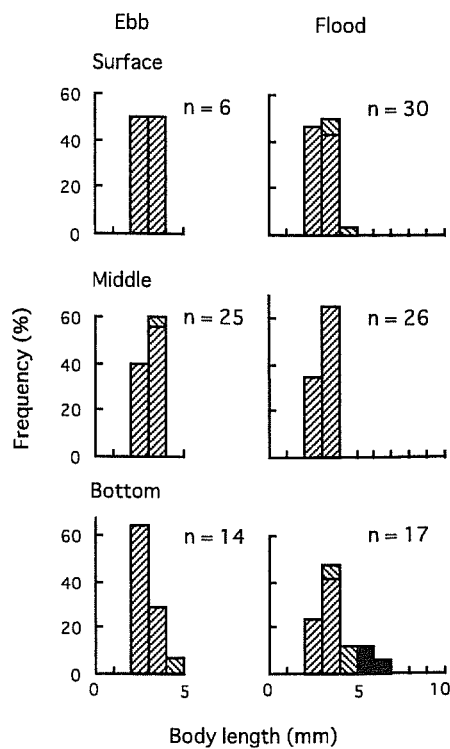 Ebb Flood
Surface
60 n = 6 n = 30
40
20
0
Middle
60 n = 25 n = 26
40
20
0
Bottom
60 n = 14 n = 17
40
20
0
0 5 0 5 10
Frequency (%)
Body length (mm)